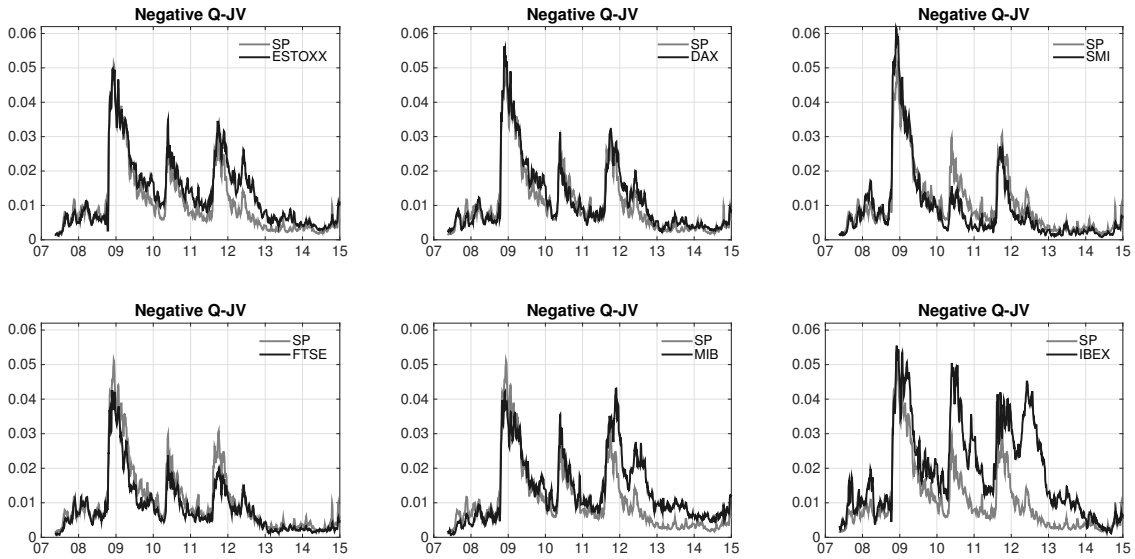 Negative Q-JV Negative Q-JV Negative Q-JV
0.06 SP 0.06 SP 0.06 SP
ESTOXX DAX SMI
0.05 0.05 0.05
0.04 0.04 0.04
0.03 0.03 0.03
0.02 0.02 0.02
0.01 0.01 0.01
0 0 0
07 08 09 10 11 12 13 14 15 07 08 09 10 11 12 13 14 15 07 08 09 10 11 12 13 14 15
Negative Q-JV Negative Q-JV Negative Q-JV
0.06 SP 0.06 SP 0.06 SP
FTSE MIB IBEX
0.05 0.05 0.05
0.04 0.04 0.04
0.03 0.03 0.03
0.02 0.02 0.02
0.01 0.01 0.01
0 0 0
07 08 09 10 11 12 13 14 15 07 08 09 10 11 12 13 14 15 07 08 09 10 11 12 13 14 15